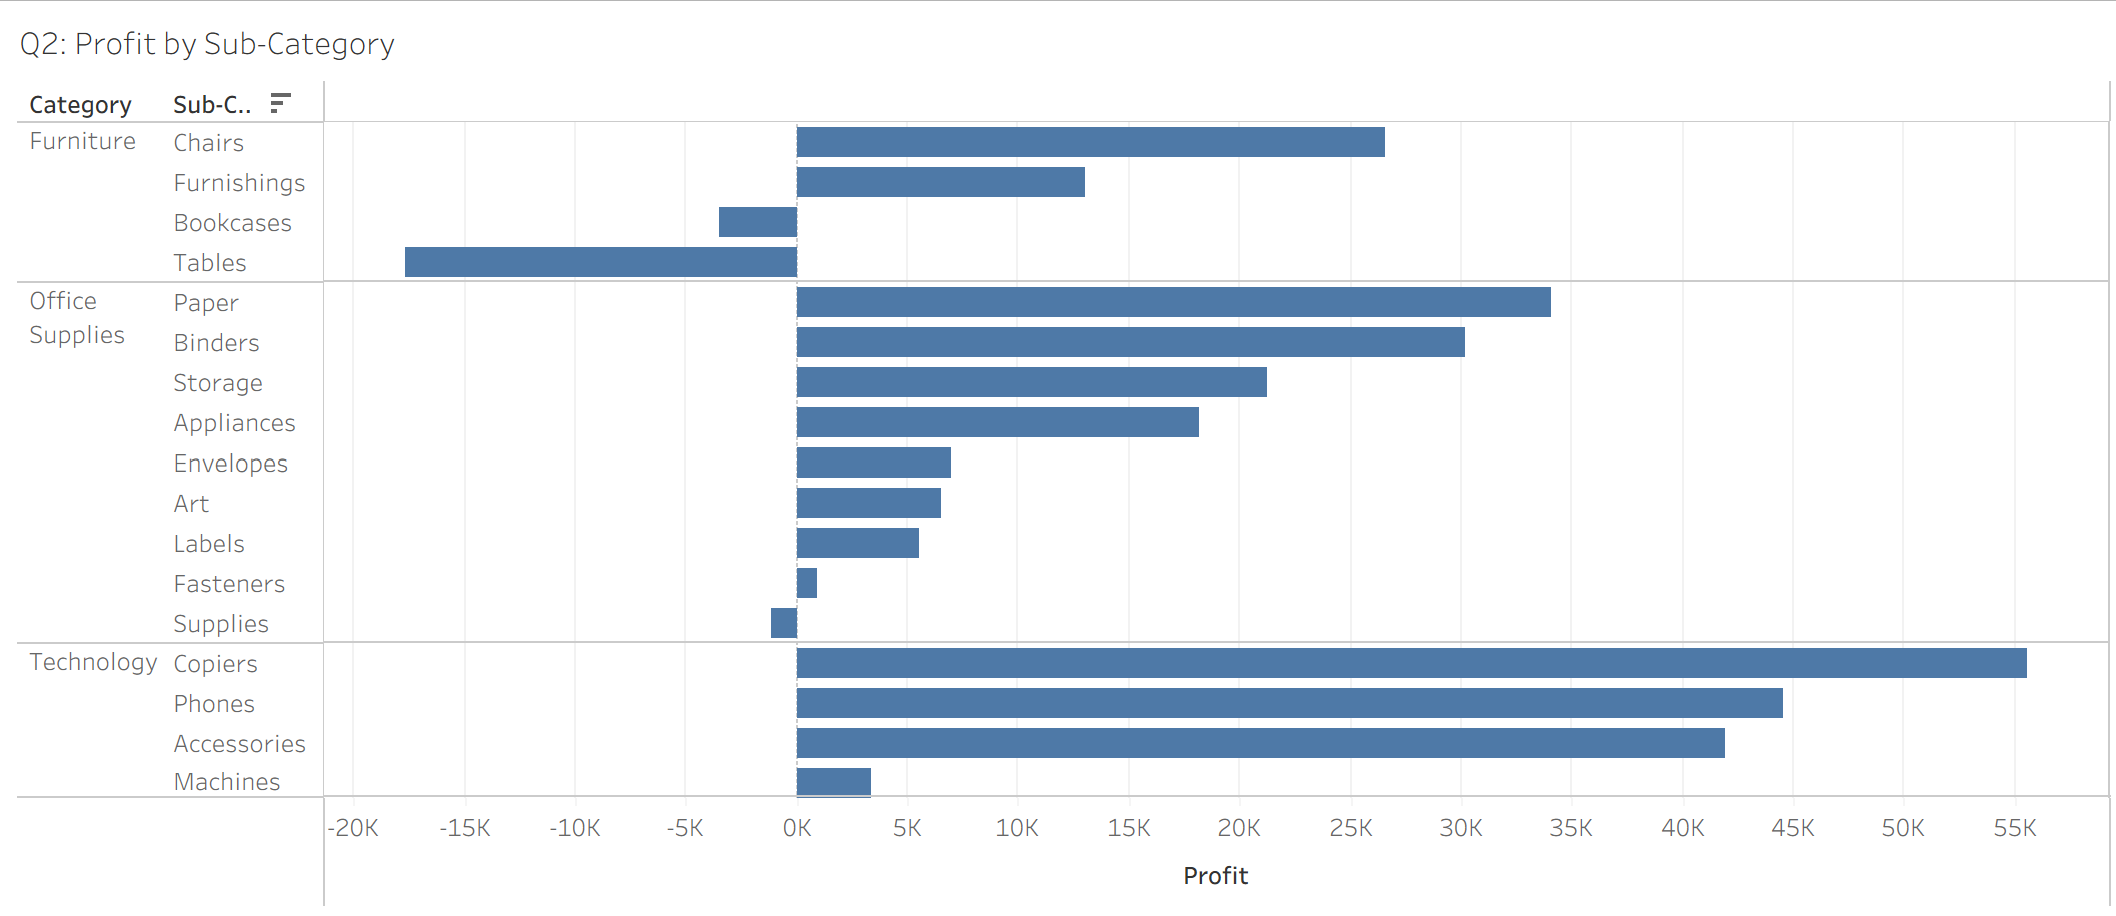 Q2: Profit by Sub-Category
Category Sub-C..
Furniture Chairs
Furnishings
Bookcases
Tables
Office Supplies Paper
Binders
Storage
Appliances
Envelopes
Art
Labels
Fasteners
Supplies
Technology Copiers
Phones
Accessories
Machines
-20K -15K -10K -5K 0K 5K 10K 15K 20K 25K 30K 35K 40K 45K 50K 55K
Profit